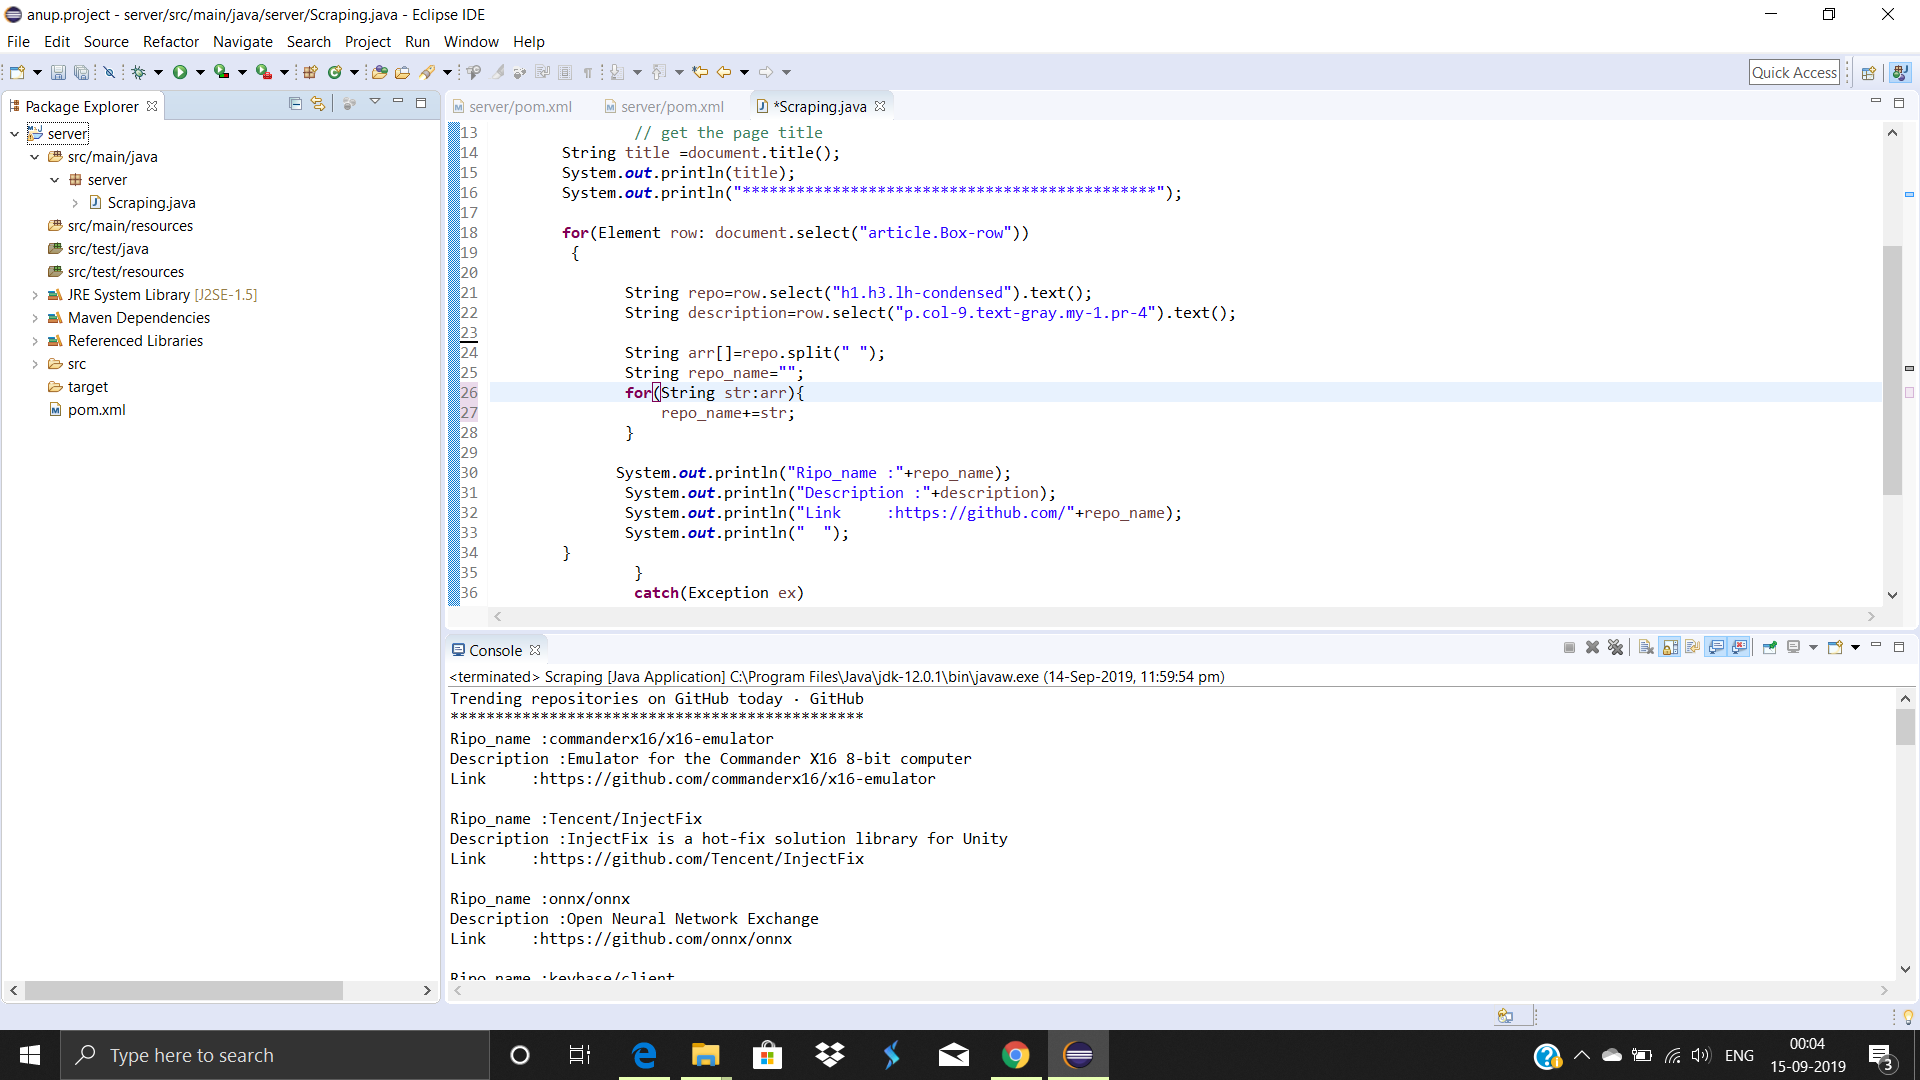 anup.project - server/src/main/java/server/Scraping.java - Eclipse IDE
File Edit Source Refactor Navigate Search Project Run Window Help
Quick Access
Package Explorer
server
src/main/java
server
Scraping.java
src/main/resources
src/test/java
src/test/resources
JRE System Library [J2SE-1.5]
Maven Dependencies
Referenced Libraries
src
target
pom.xml
server/pom.xml server/pom.xml *Scraping.java
13 // get the page title
14 String title =document.title();
15 System.out.println(title);
16 System.out.println("**********************************************");
17
18 for(Element row: document.select("article.Box-row"))
19 {
20
21 String repo=row.select("h1.h3.lh-condensed").text();
22 String description=row.select("p.col-9.text-gray.my-1.pr-4").text();
23
24 String arr[]=repo.split(" ");
25 String repo_name="";
26 for(String str:arr){
27 repo_name+=str;
28 }
29
30 System.out.println("Ripo_name :"+repo_name);
31 System.out.println("Description :"+description);
32 System.out.println("Link     :https://github.com/"+repo_name);
33 System.out.println("  ");
34 }
35 }
36 catch(Exception ex)
Console
<terminated> Scraping [Java Application] C:\Program Files\Java\jdk-12.0.1\bin\javaw.exe (14-Sep-2019, 11:59:54 pm)
Trending repositories on GitHub today · GitHub
**********************************************
Ripo_name :commanderx16/x16-emulator
Description :Emulator for the Commander X16 8-bit computer
Link     :https://github.com/commanderx16/x16-emulator
Ripo_name :Tencent/InjectFix
Description :InjectFix is a hot-fix solution library for Unity
Link     :https://github.com/Tencent/InjectFix
Ripo_name :onnx/onnx
Description :Open Neural Network Exchange
Link     :https://github.com/onnx/onnx
Ripo_name :keybase/client
Type here to search
ENG
00:04
15-09-2019
3